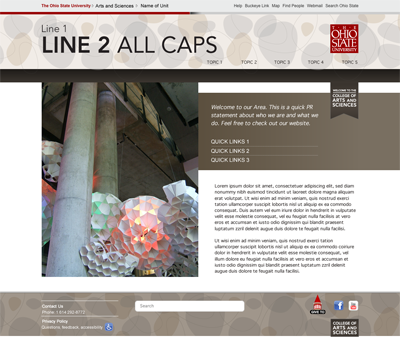 The Ohio State University / Arts and Sciences / Name of Unit
Help Buckeye Link Map Find People Webmail Search Ohio State
Line 1
LINE 2 ALL CAPS
THE
OHIO
STATE
UNIVERSITY
TOPIC 1 TOPIC 2 TOPIC 3 TOPIC 4 TOPIC 5
WELCOME TO THE
COLLEGE OF
ARTS AND
SCIENCES
Welcome to our Area. This is a quick PR
statement about who we are and what we
do. Feel free to check out our website.
QUICK LINKS 1
QUICK LINKS 2
QUICK LINKS 3
Lorem ipsum dolor sit amet, consectetuer adipiscing elit, sed diam
nonummy nibh euismod tincidunt ut laoreet dolore magna aliquam
erat volutpat. Ut wisi enim ad minim veniam, quis nostrud exerci
tation ullamcorper suscipit lobortis nisl ut aliquip ex ea commodo
consequat. Duis autem vel eum iriure dolor in hendrerit in vulputate
velit esse molestie consequat, vel eu feugiat nulla facilisis at vero
eros et accumsan et iusto odio dignissim qui blandit praesent
luptatum zzril delenit augue duis dolore te feugait nulla facilisi.
Ut wisi enim ad minim veniam, quis nostrud exerci tation
ullamcorper suscipit lobortis nisl ut aliquip ex ea commodo coniure
dolor in hendrerit in vulputate velit esse molestie consequat, vel
illum dolore eu feugiat nulla facilisis at vero eros et accumsan et
iusto odio dignissim qui blandit praesent luptatum zzril delenit
augue duis dolore te feugait nulla facilisi.
Contact Us
Phone: 1.614.292.8772
Privacy Policy
Questions: feedback, accessibility
Search
GIVE TO
f
You Tube
COLLEGE OF
ARTS AND
SCIENCES